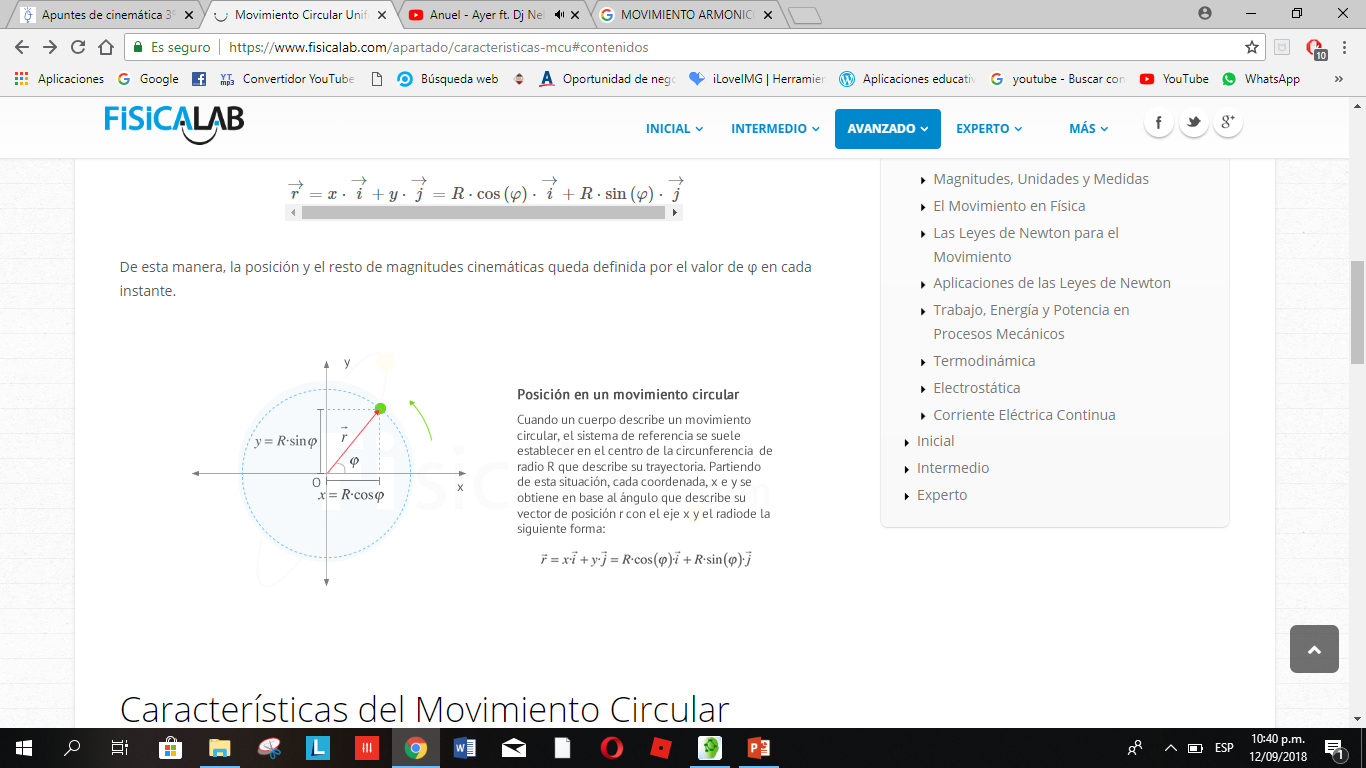 Apuntes de cinemática 3º
Movimiento Circular Unif
Anuel - Ayer ft. Dj Nel
MOVIMIENTO ARMONIC
Es seguro
https://www.fisicalab.com/apartado/caracteristicas-mcu#contenidos
10
Aplicaciones
Google
YT mp3
Convertidor YouTube
Búsqueda web
Oportunidad de nego
iLoveIMG | Herramien
Aplicaciones educativ
youtube - Buscar con
YouTube
WhatsApp
»
FiSiCALAB
INICIAL
INTERMEDIO
AVANZADO
EXPERTO
MÁS
r⃗ = x · i⃗ + y · j⃗ = R · cos (φ) · i⃗ + R · sin (φ) · j⃗
De esta manera, la posición y el resto de magnitudes cinemáticas queda definida por el valor de φ en cada
instante.
y
y = R·sinφ
r⃗
φ
O
x
x = R·cosφ
Posición en un movimiento circular
Cuando un cuerpo describe un movimiento
circular, el sistema de referencia se suele
establecer en el centro de la circunferencia de
radio R que describe su trayectoria. Partiendo
de esta situación, cada coordenada, x e y se
obtiene en base al ángulo que describe su
vector de posición r con el eje x y el radiode la
siguiente forma:
r⃗ = x·i⃗ + y·j⃗ = R·cos(φ)·i⃗ + R·sin(φ)·j⃗
Características del Movimiento Circular
Magnitudes, Unidades y Medidas
El Movimiento en Física
Las Leyes de Newton para el
Movimiento
Aplicaciones de las Leyes de Newton
Trabajo, Energía y Potencia en
Procesos Mecánicos
Termodinámica
Electrostática
Corriente Eléctrica Continua
Inicial
Intermedio
Experto
ESP
10:40 p.m.
12/09/2018
1